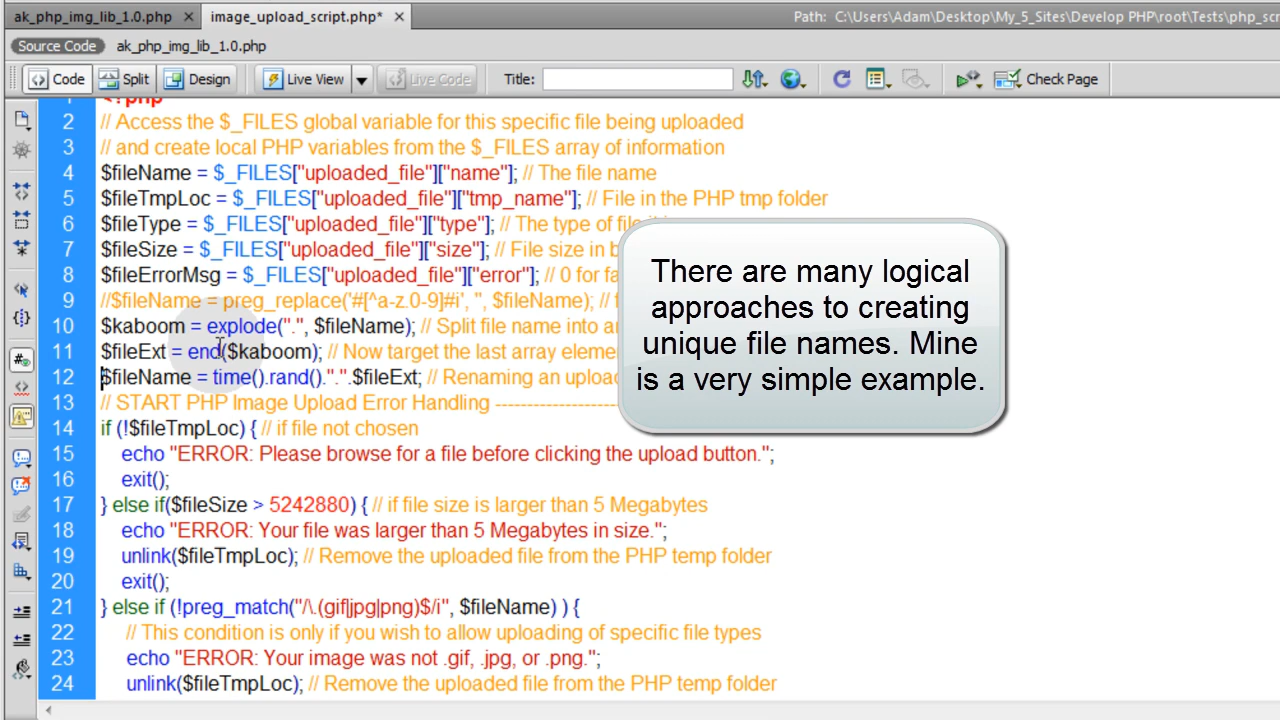 ak_php_img_lib_1.0.php × image_upload_script.php* ×
Path: C:\Users\Adam\Desktop\My_5_Sites\Develop PHP\root\Tests\php_scr
Source Code ak_php_img_lib_1.0.php
Code Split Design Live View Live Code Title: Check Page
1 <?php
2 // Access the $_FILES global variable for this specific file being uploaded
3 // and create local PHP variables from the $_FILES array of information
4 $fileName = $_FILES["uploaded_file"]["name"]; // The file name
5 $fileTmpLoc = $_FILES["uploaded_file"]["tmp_name"]; // File in the PHP tmp folder
6 $fileType = $_FILES["uploaded_file"]["type"]; // The type of file it is
7 $fileSize = $_FILES["uploaded_file"]["size"]; // File size in b
8 $fileErrorMsg = $_FILES["uploaded_file"]["error"]; // 0 for fa
9 //$fileName = preg_replace('#[^a-z.0-9]#i', '', $fileName); // f
10 $kaboom = explode(".", $fileName); // Split file name into an
11 $fileExt = end($kaboom); // Now target the last array eleme
12 $fileName = time().rand().".".$fileExt; // Renaming an uploa
13 // START PHP Image Upload Error Handling --------------------
14 if (!$fileTmpLoc) { // if file not chosen
15 echo "ERROR: Please browse for a file before clicking the upload button.";
16 exit();
17 } else if($fileSize > 5242880) { // if file size is larger than 5 Megabytes
18 echo "ERROR: Your file was larger than 5 Megabytes in size.";
19 unlink($fileTmpLoc); // Remove the uploaded file from the PHP temp folder
20 exit();
21 } else if (!preg_match("/\.(gif|jpg|png)$/i", $fileName) ) {
22 // This condition is only if you wish to allow uploading of specific file types
23 echo "ERROR: Your image was not .gif, .jpg, or .png.";
24 unlink($fileTmpLoc); // Remove the uploaded file from the PHP temp folder
There are many logical
approaches to creating
unique file names. Mine
is a very simple example.